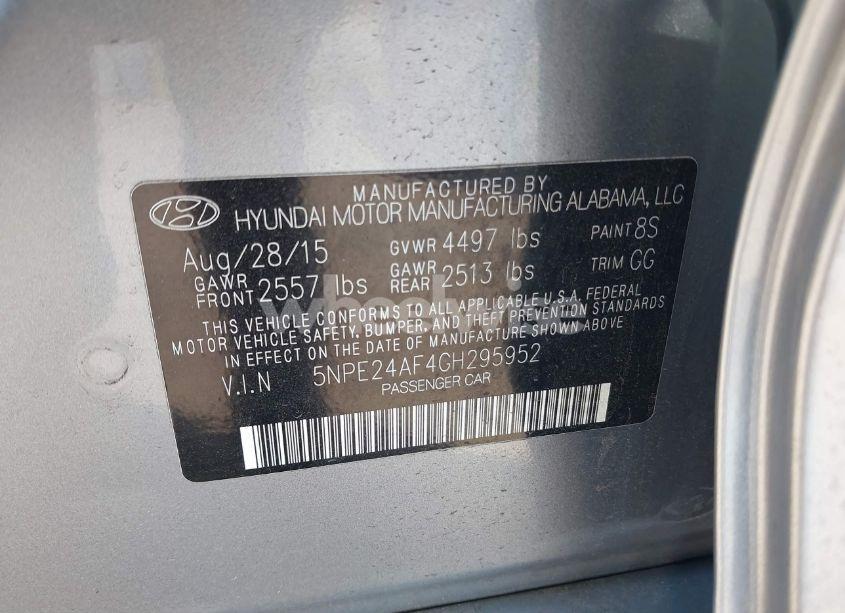 MANUFACTURED BY
HYUNDAI MOTOR MANUFACTURING ALABAMA, LLC
Aug/28/15 GVWR 4497 lbs PAINT 8S
GAWR FRONT 2557 lbs GAWR REAR 2513 lbs TRIM GG
THIS VEHICLE CONFORMS TO ALL APPLICABLE U.S.A. FEDERAL
MOTOR VEHICLE SAFETY, BUMPER, AND THEFT PREVENTION STANDARDS
IN EFFECT ON THE DATE OF MANUFACTURE SHOWN ABOVE
V.I.N 5NPE24AF4GH295952
PASSENGER CAR